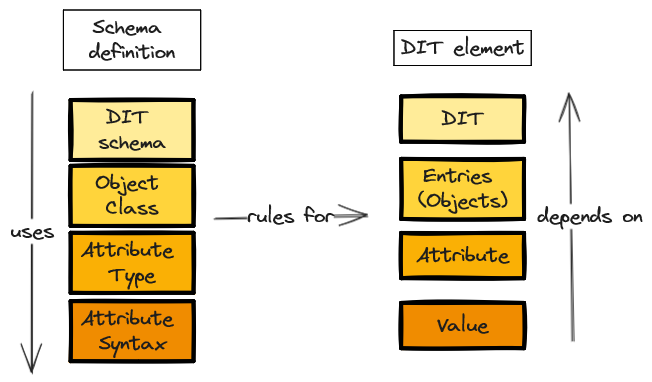 Schema
definition
DIT element
DIT
schema
Object
Class
Attribute
Type
Attribute
Syntax
uses
rules for
DIT
Entries
(Objects)
Attribute
Value
depends on